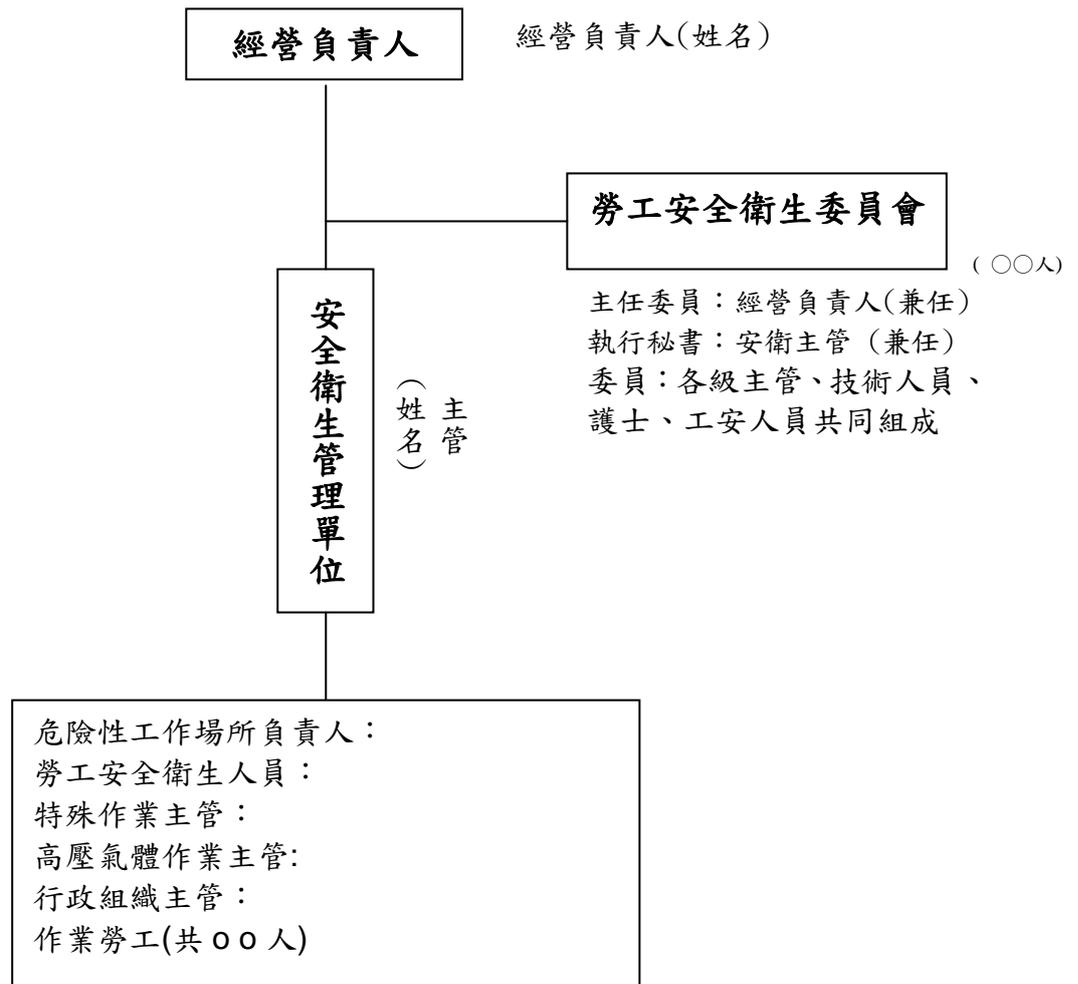 經營負責人
經營負責人(姓名)
勞工安全衛生委員會
( ○○人)
主任委員：經營負責人(兼任)
執行秘書：安衛主管（兼任）
委員：各級主管、技術人員、
護士、工安人員共同組成
安全衛生管理單位
主管
（姓名）
危險性工作場所負責人：
勞工安全衛生人員：
特殊作業主管：
高壓氣體作業主管:
行政組織主管：
作業勞工(共 o o 人)